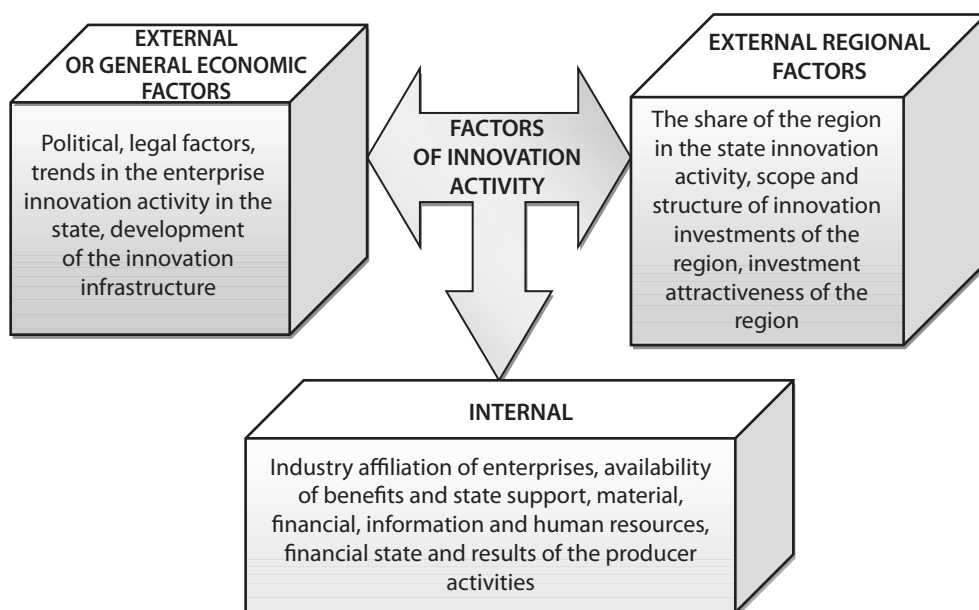 EXTERNAL
OR GENERAL ECONOMIC
FACTORS
Political, legal factors,
trends in the enterprise
innovation activity in the
state, development
of the innovation
infrastructure
FACTORS
OF INNOVATION
ACTIVITY
EXTERNAL REGIONAL
FACTORS
The share of the region
in the state innovation
activity, scope and
structure of innovation
investments of the
region, investment
attractiveness of the
region
INTERNAL
Industry affiliation of enterprises, availability
of benefits and state support, material,
financial, information and human resources,
financial state and results of the producer
activities